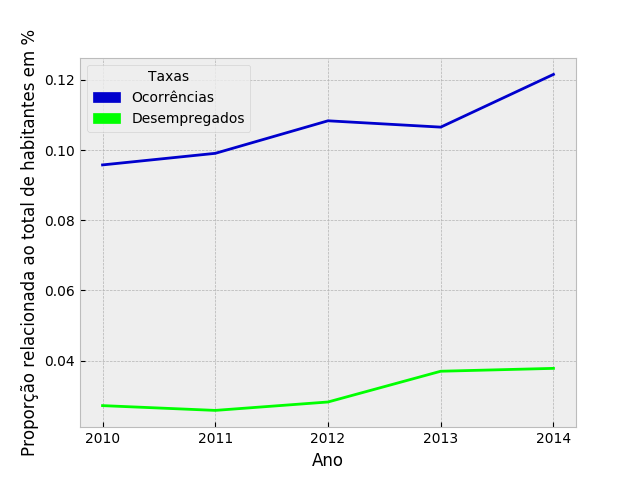 Proporção relacionada ao total de habitantes em %
0.12
0.10
0.08
0.06
0.04
Taxas
Ocorrências
Desempregados
2010
2011
2012
2013
2014
Ano